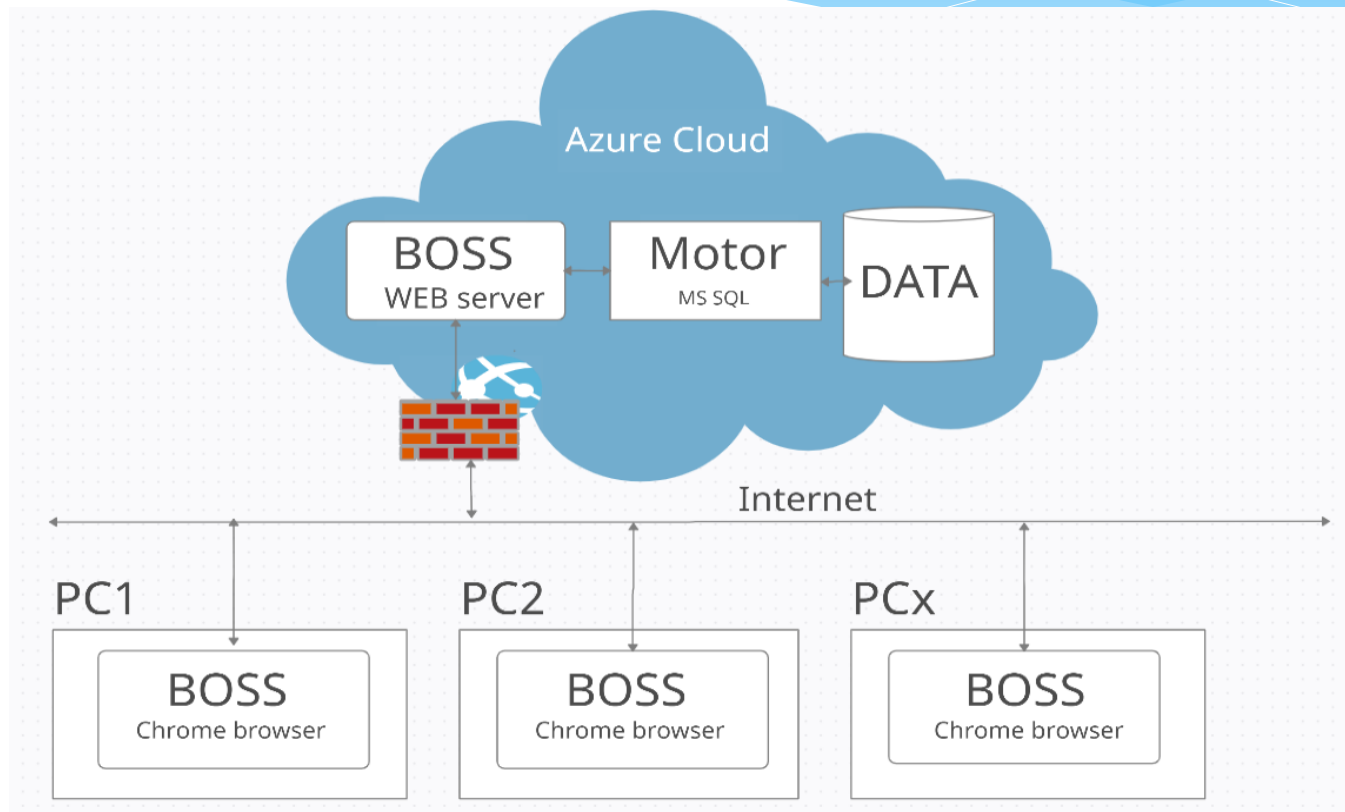 Azure Cloud
BOSS
WEB server
Motor
MS SQL
DATA
Internet
PC1
PC2
PCx
BOSS
Chrome browser
BOSS
Chrome browser
BOSS
Chrome browser